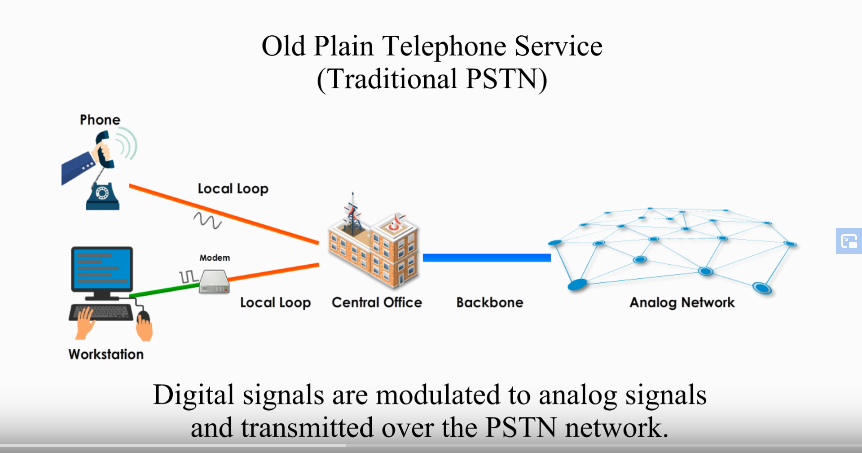 Old Plain Telephone Service
(Traditional PSTN)
Phone
Local Loop
Modem
Local Loop
Central Office
Backbone
Analog Network
Workstation
Digital signals are modulated to analog signals
and transmitted over the PSTN network.